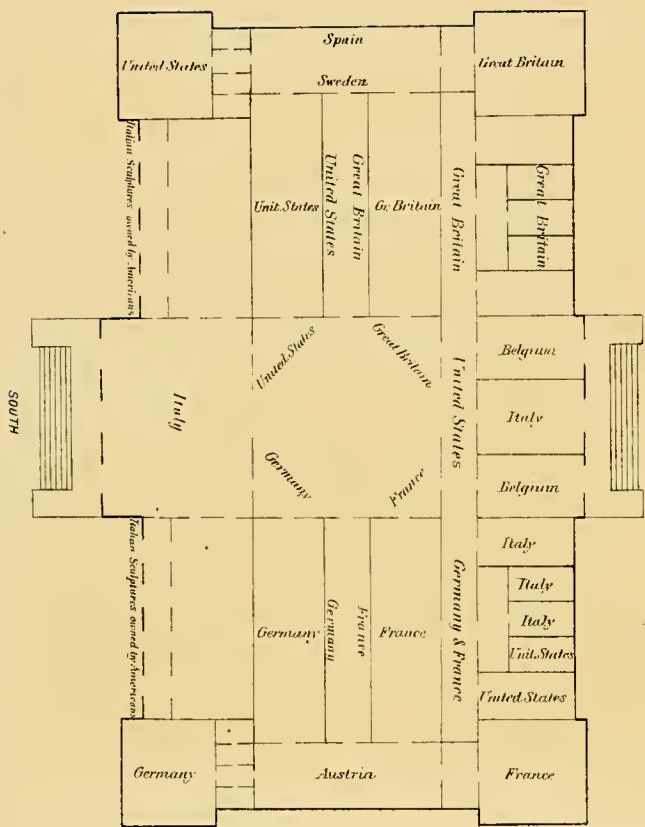 Spain
United States
Great Britain
Sweden
Italian Sculptures owned by Americans
Unit.States
United States
Great Britain
Gr. Britain
Great Britain
Great Britain
United States
Great Britain
Belgium
SOUTH
Italy
United States
Italy
Germany
France
Belgium
Italian Sculptures owned by Americans
Italy
Germany
Germany
France
France
Germany & France
Italy
Italy
Unit.States
United States
Germany
Austria
France